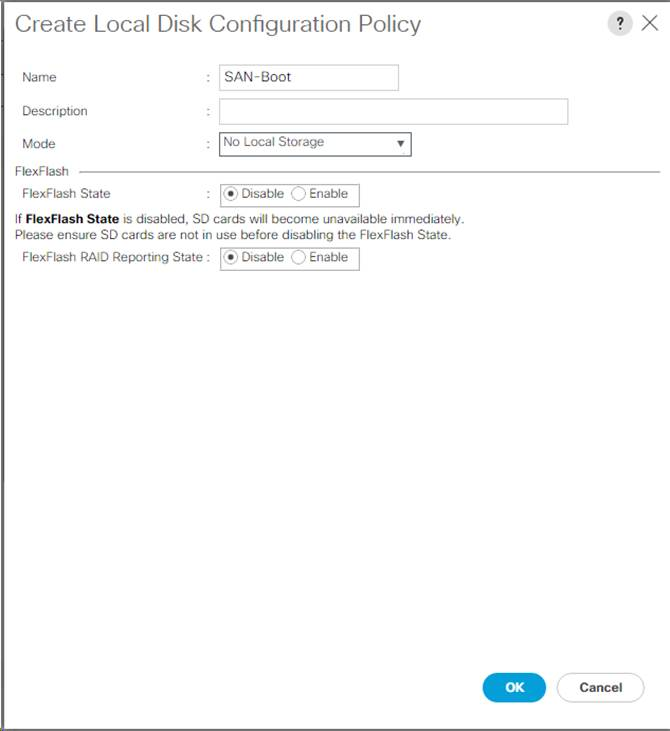 Create Local Disk Configuration Policy ? ×
Name : SAN-Boot
Description :
Mode : No Local Storage ▼
FlexFlash
FlexFlash State : Disable Enable
If FlexFlash State is disabled, SD cards will become unavailable immediately.
Please ensure SD cards are not in use before disabling the FlexFlash State.
FlexFlash RAID Reporting State : Disable Enable
OK Cancel